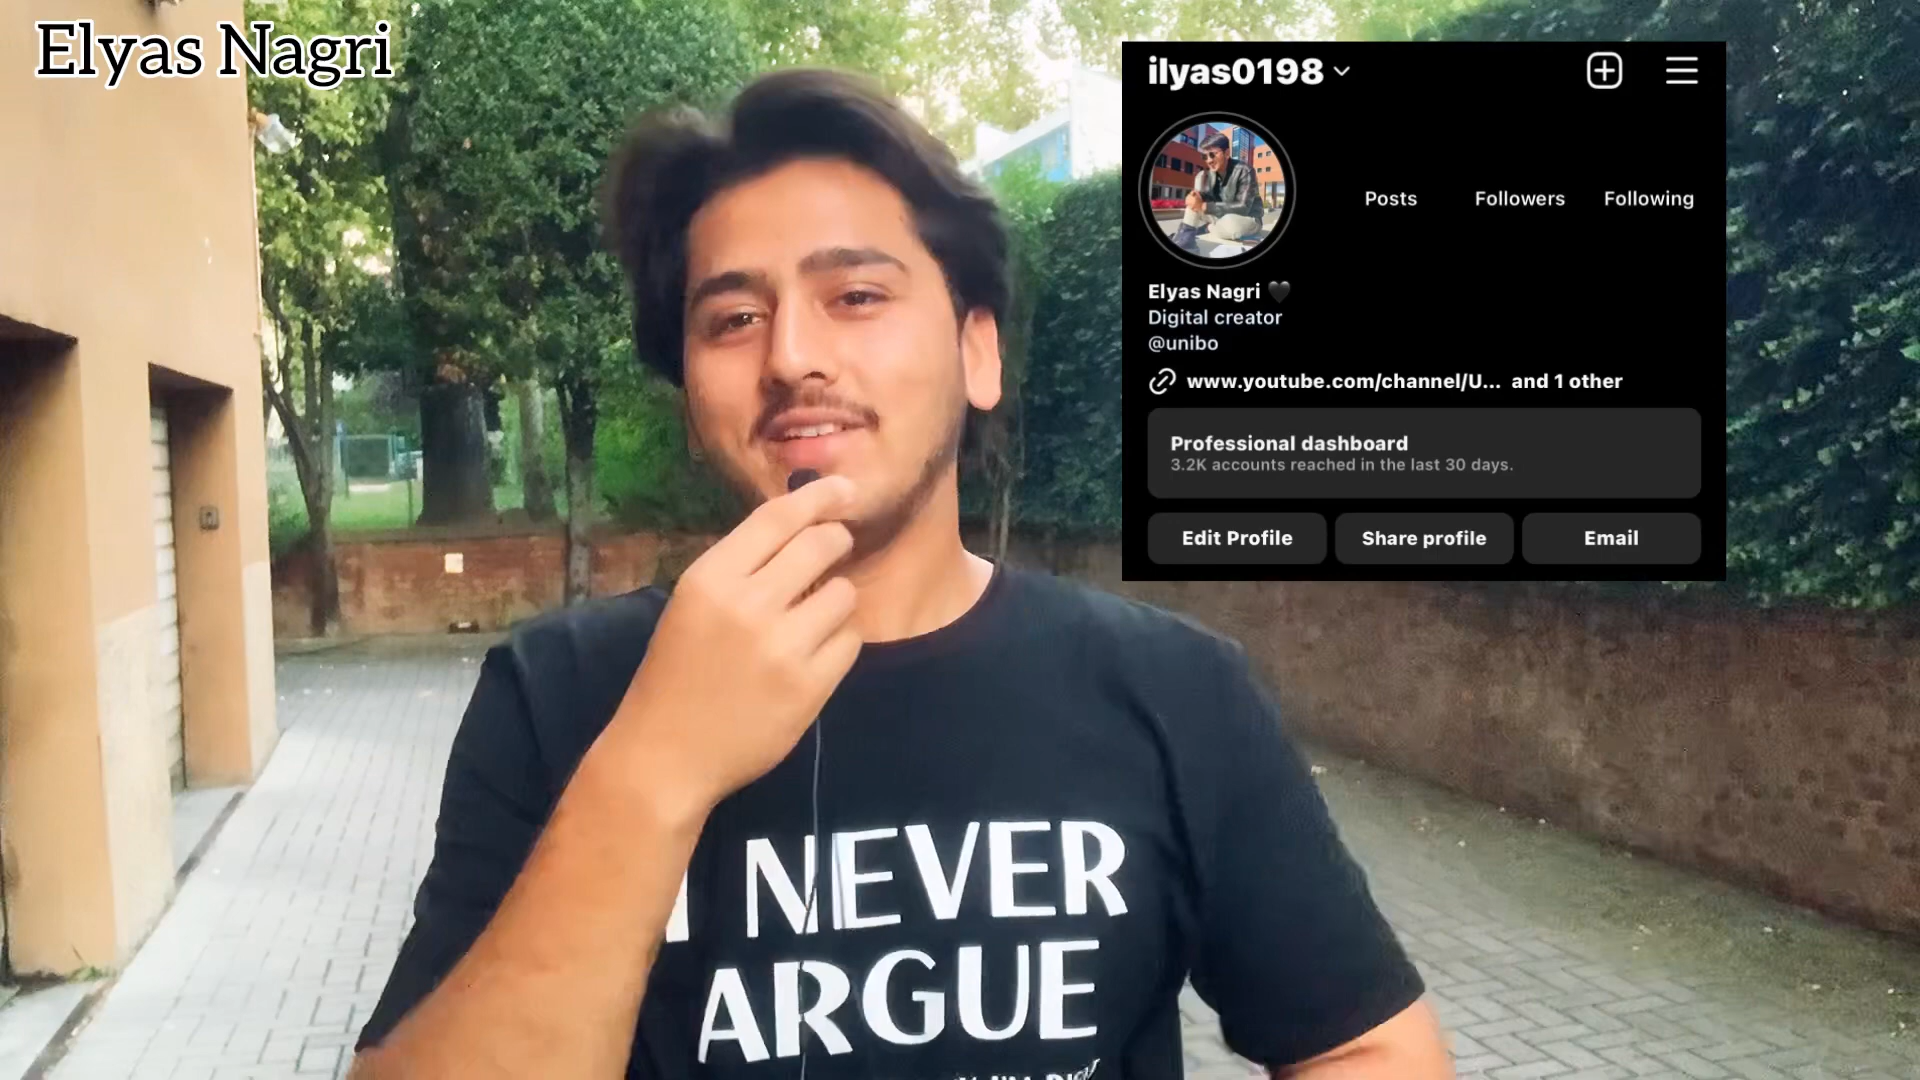 Elyas Nagri
ilyas0198
Posts Followers Following
Elyas Nagri 🖤
Digital creator
@unibo
www.youtube.com/channel/U... and 1 other
Professional dashboard
3.2K accounts reached in the last 30 days.
Edit Profile Share profile Email
I NEVER
ARGUE